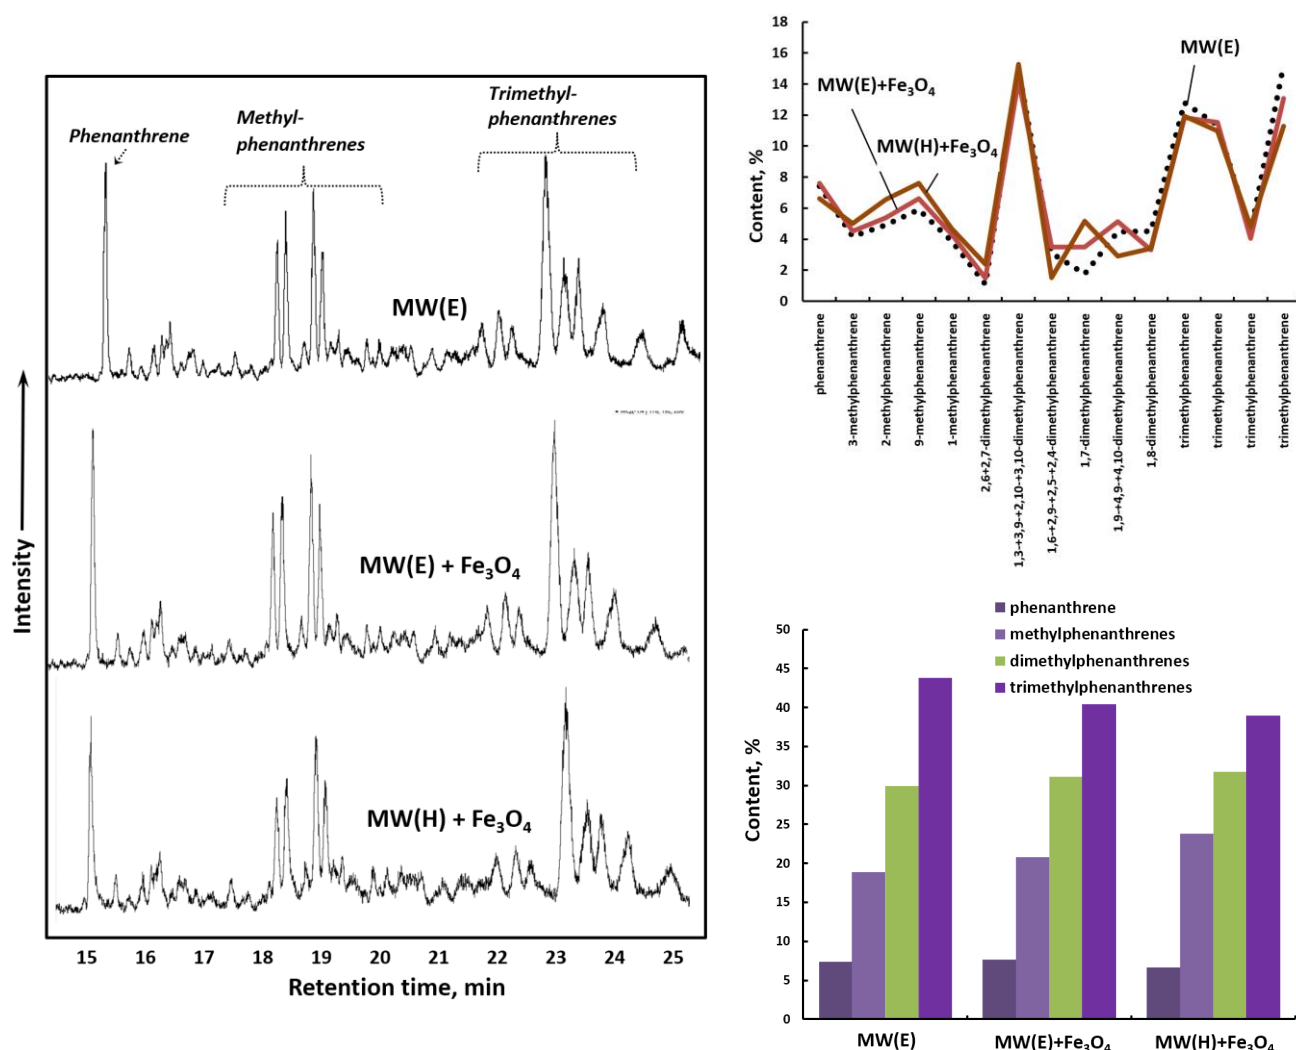 Phenanthrene
Methyl-
phenanthrenes
Trimethyl-
phenanthrenes
MW(E)
MW(E) + Fe₃O₄
MW(H) + Fe₃O₄
Intensity
15 16 17 18 19 20 21 22 23 24 25
Retention time, min
18
16
14
12
10
8
6
4
2
0
Content, %
MW(E)
MW(E)+Fe₃O₄
MW(H)+Fe₃O₄
phenanthrene
3-methylphenanthrene
2-methylphenanthrene
9-methylphenanthrene
1-methylphenanthrene
2,6+2,7-dimethylphenanthrene
1,3-+3,9-+2,10-+3,10-dimethylphenanthrene
1,6-+2,9-+2,5-+2,4-dimethylphenanthrene
1,7-dimethylphenanthrene
1,9-+4,9-+4,10-dimethylphenanthrene
1,8-dimethylphenanthrene
trimethylphenanthrene
trimethylphenanthrene
trimethylphenanthrene
trimethylphenanthrene
phenanthrene
methylphenanthrenes
dimethylphenanthrenes
trimethylphenanthrenes
50
45
40
35
30
25
20
15
10
5
0
Content, %
MW(E) MW(E)+Fe₃O₄ MW(H)+Fe₃O₄